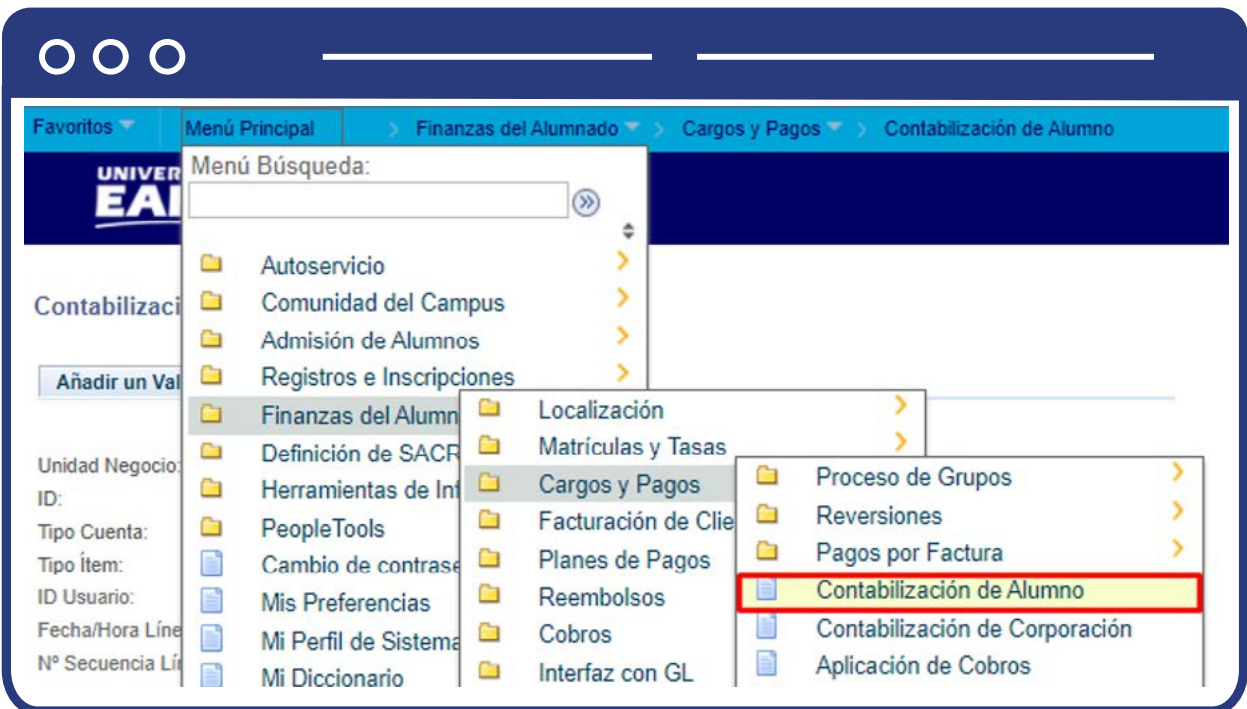 Favoritos Menú Principal > Finanzas del Alumnado > Cargos y Pagos > Contabilización de Alumno
UNIVER
EA
Menú Búsqueda:
Autoservicio
Comunidad del Campus
Admisión de Alumnos
Registros e Inscripciones
Finanzas del Alumn
Definición de SACR
Herramientas de Inf
PeopleTools
Cambio de contrase
Mis Preferencias
Mi Perfil de Sistema
Mi Diccionario
Localización
Matrículas y Tasas
Cargos y Pagos
Facturación de Clie
Planes de Pagos
Reembolsos
Cobros
Interfaz con GL
Proceso de Grupos
Reversiones
Pagos por Factura
Contabilización de Alumno
Contabilización de Corporación
Aplicación de Cobros
Contabilizaci
Añadir un Val
Unidad Negocio:
ID:
Tipo Cuenta:
Tipo Ítem:
ID Usuario:
Fecha/Hora Líne
Nº Secuencia Lín